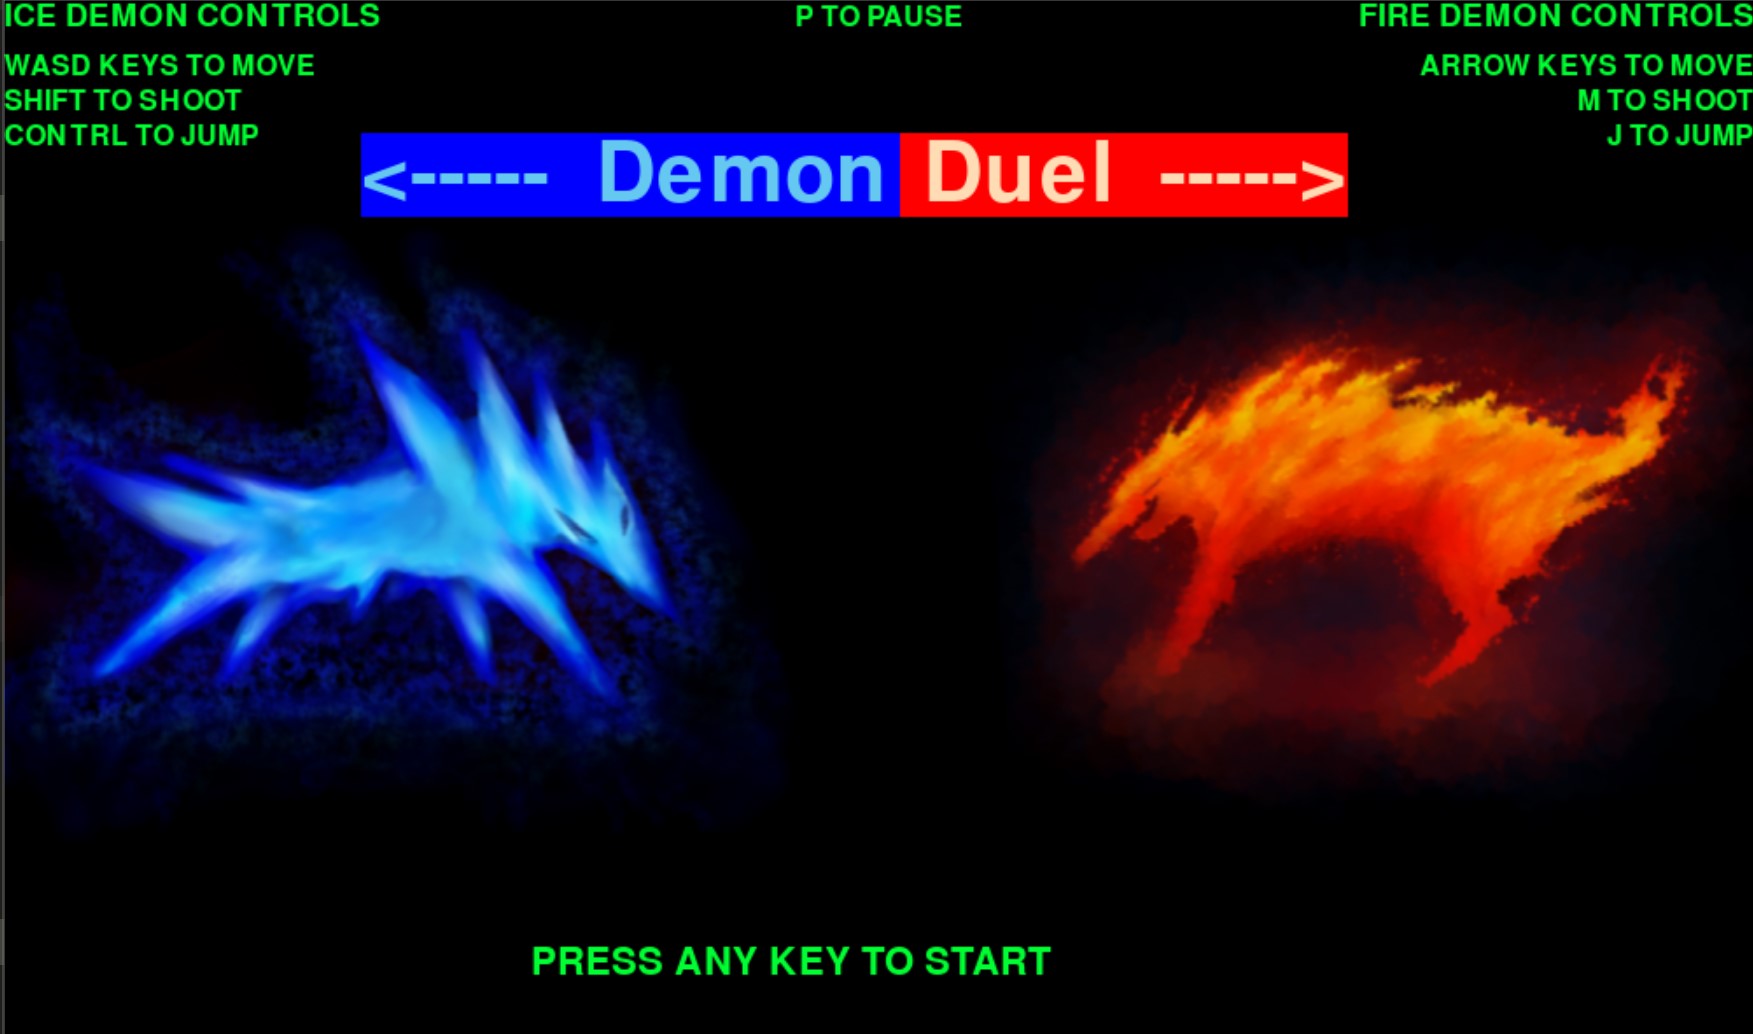 ICE DEMON CONTROLS
WASD KEYS TO MOVE
SHIFT TO SHOOT
CONTRL TO JUMP
P TO PAUSE
FIRE DEMON CONTROLS
ARROW KEYS TO MOVE
M TO SHOOT
J TO JUMP
<----- Demon Duel ----->
PRESS ANY KEY TO START